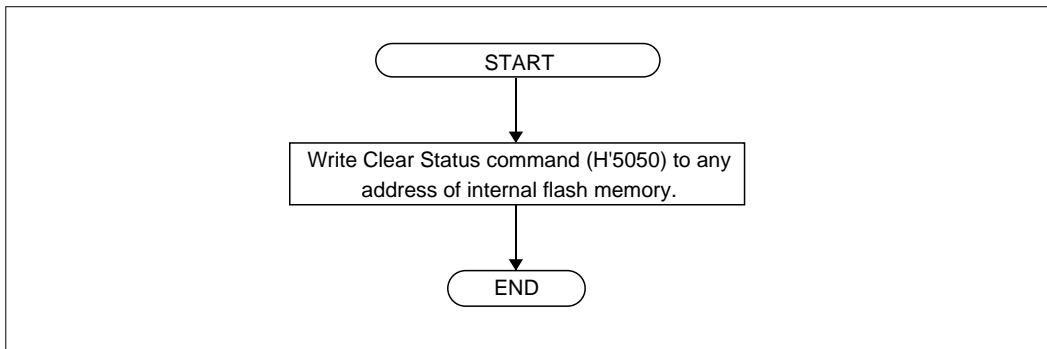 START
Write Clear Status command (H'5050) to any
address of internal flash memory.
END